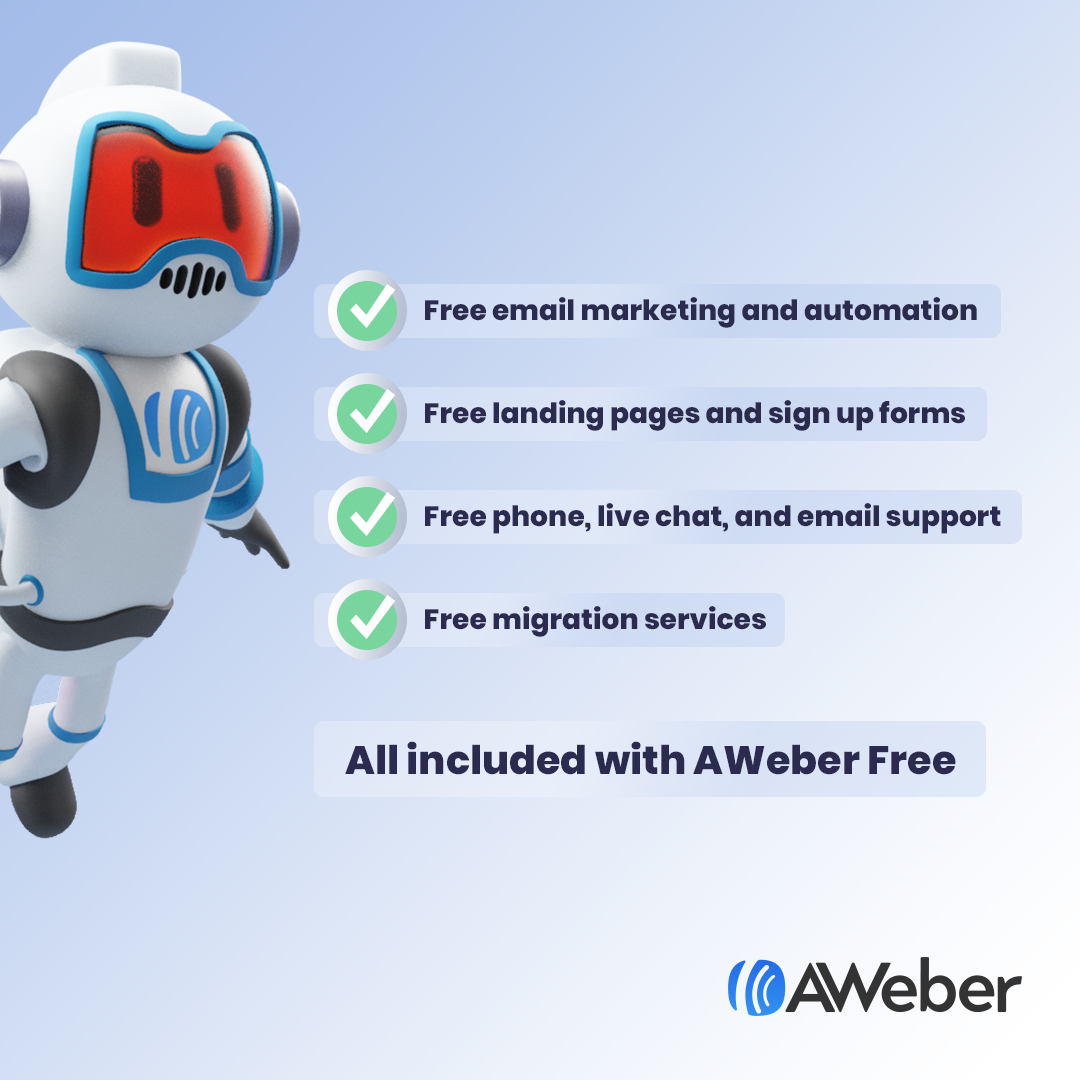 Free email marketing and automation
Free landing pages and sign up forms
Free phone, live chat, and email support
Free migration services
All included with AWeber Free
AWeber